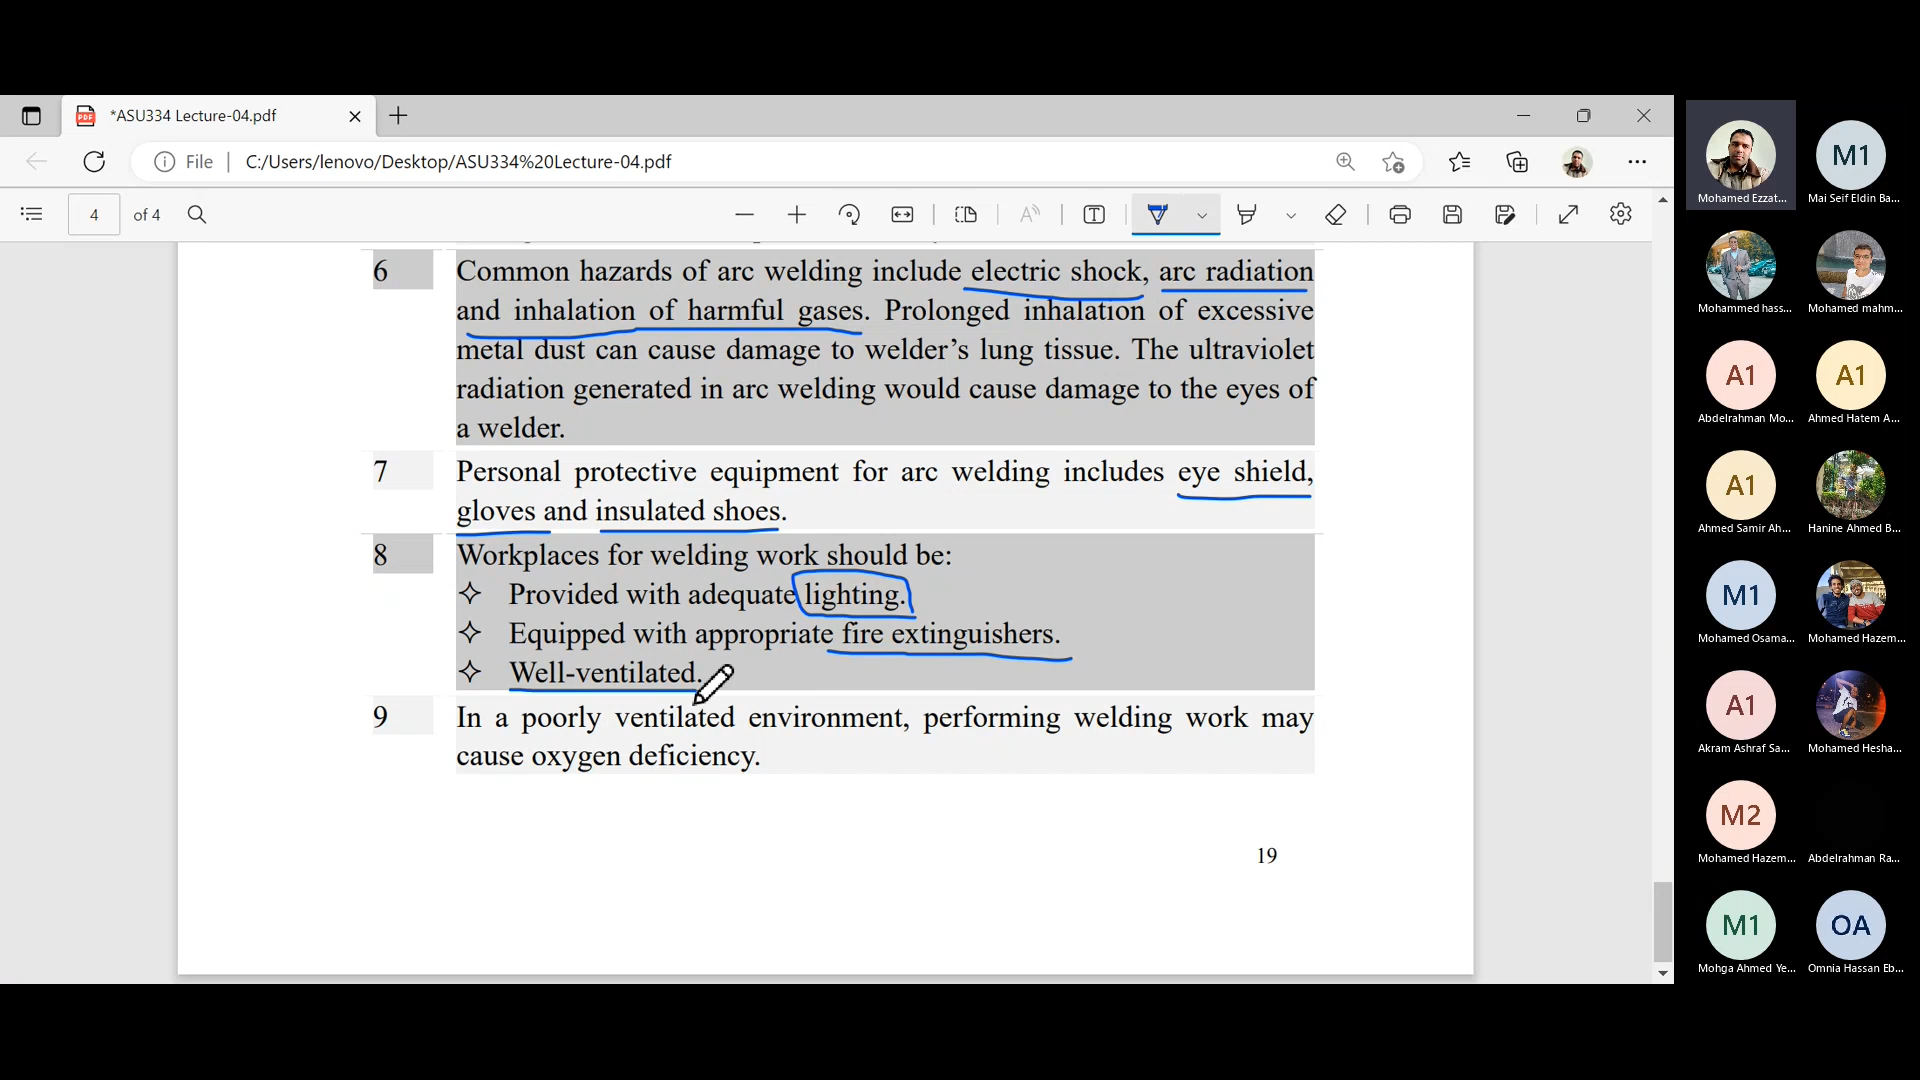 *ASU334 Lecture-04.pdf
File
C:/Users/lenovo/Desktop/ASU334%20Lecture-04.pdf
4 of 4
6 Common hazards of arc welding include electric shock, arc radiation
and inhalation of harmful gases. Prolonged inhalation of excessive
metal dust can cause damage to welder's lung tissue. The ultraviolet
radiation generated in arc welding would cause damage to the eyes of
a welder.
7 Personal protective equipment for arc welding includes eye shield,
gloves and insulated shoes.
8 Workplaces for welding work should be:
✧ Provided with adequate lighting.
✧ Equipped with appropriate fire extinguishers.
✧ Well-ventilated.
9 In a poorly ventilated environment, performing welding work may
cause oxygen deficiency.
19
Mohamed Ezzat...
M1
Mai Seif Eldin Ba...
Mohammed hass...
Mohamed mahm...
A1
Abdelrahman Mo...
A1
Ahmed Hatem A...
A1
Ahmed Samir Ah...
Hanine Ahmed B...
M1
Mohamed Osama...
Mohamed Hazem...
A1
Akram Ashraf Sa...
Mohamed Hesha...
M2
Mohamed Hazem...
Abdelrahman Ra...
M1
Mohga Ahmed Ye...
OA
Omnia Hassan Eb...